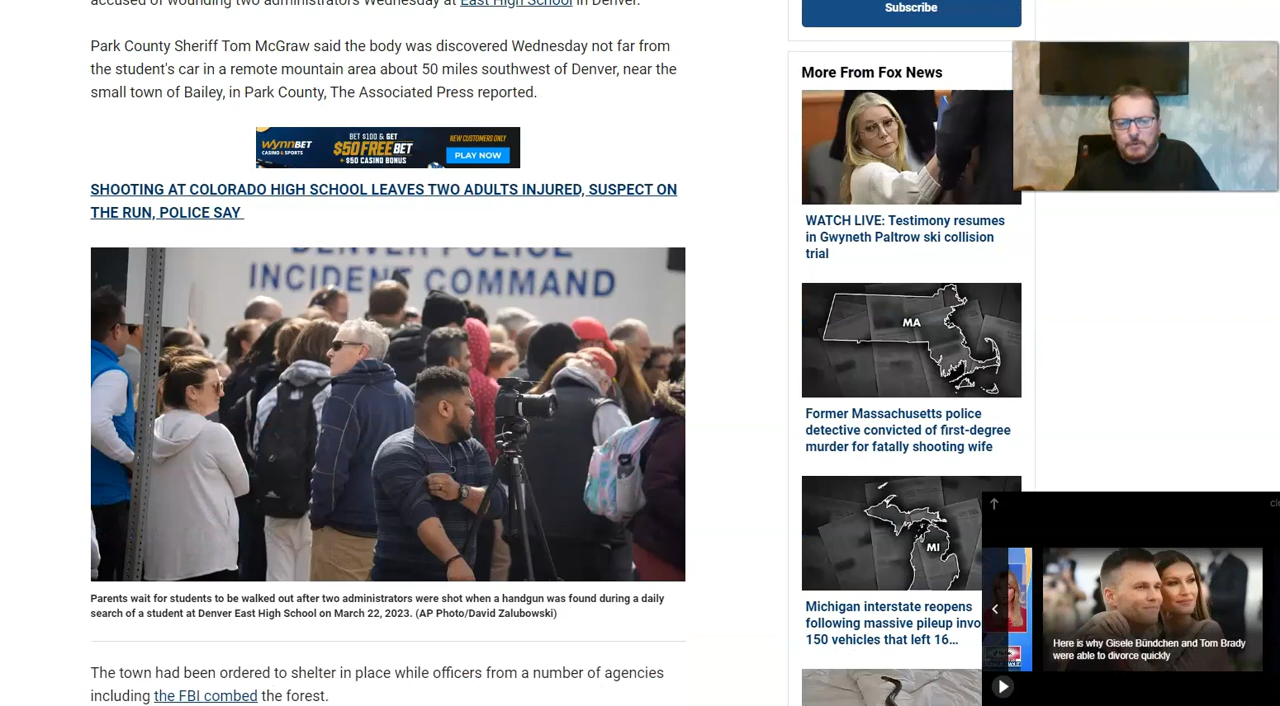 accused of wounding two administrators Wednesday at East High School in Denver.
Park County Sheriff Tom McGraw said the body was discovered Wednesday not far from
the student's car in a remote mountain area about 50 miles southwest of Denver, near the
small town of Bailey, in Park County, The Associated Press reported.
WYNNBET
CASINO & SPORTS
BET $100 & GET
$50 FREE BET
+ $50 CASINO BONUS
NEW CUSTOMERS ONLY
PLAY NOW
SHOOTING AT COLORADO HIGH SCHOOL LEAVES TWO ADULTS INJURED, SUSPECT ON
THE RUN, POLICE SAY
DENVER POLICE
INCIDENT COMMAND
Parents wait for students to be walked out after two administrators were shot when a handgun was found during a daily
search of a student at Denver East High School on March 22, 2023. (AP Photo/David Zalubowski)
The town had been ordered to shelter in place while officers from a number of agencies
including the FBI combed the forest.
Subscribe
More From Fox News
WATCH LIVE: Testimony resumes
in Gwyneth Paltrow ski collision
trial
MA
Former Massachusetts police
detective convicted of first-degree
murder for fatally shooting wife
MI
Michigan interstate reopens
following massive pileup invo
150 vehicles that left 16...
Here is why Gisele Bündchen and Tom Brady
were able to divorce quickly